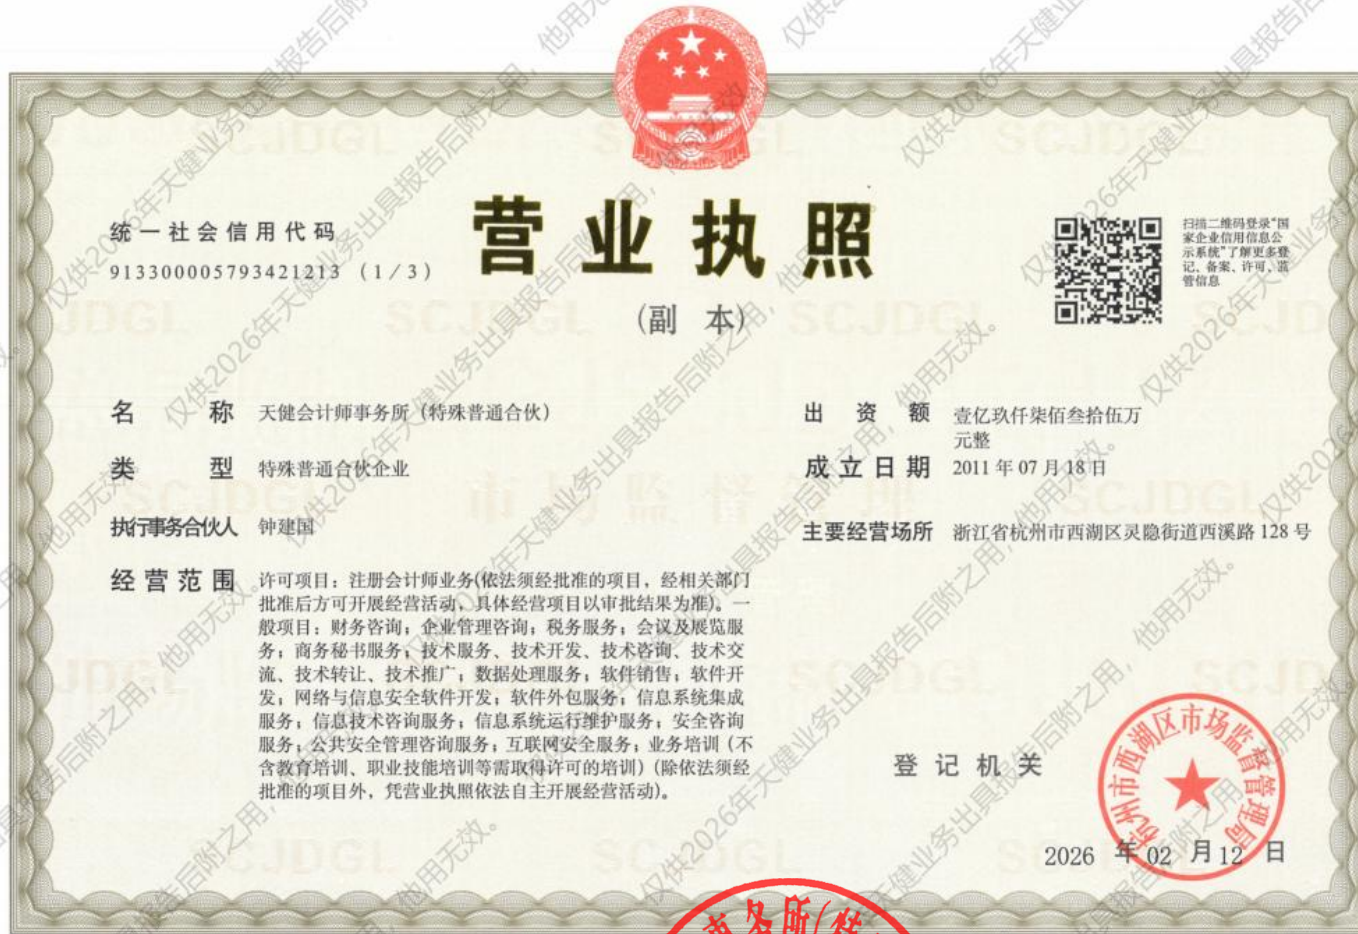 营业执照
(副 本)
统一社会信用代码
913300005793421213 (1/3)
扫描二维码登录“国
家企业信用信息公
示系统”了解更多登
记、备案、许可、监
管信息
名 称 天健会计师事务所（特殊普通合伙）
类 型 特殊普通合伙企业
执行事务合伙人 钟建国
经营范围 许可项目：注册会计师业务(依法须经批准的项目，经相关部门
批准后方可开展经营活动，具体经营项目以审批结果为准)。一
般项目：财务咨询；企业管理咨询；税务服务；会议及展览服
务；商务秘书服务；技术服务、技术开发、技术咨询、技术交
流、技术转让、技术推广；数据处理服务；软件销售；软件开
发；网络与信息安全软件开发；软件外包服务；信息系统集成
服务；信息技术咨询服务；信息系统运行维护服务；安全咨询
服务；公共安全管理咨询服务；互联网安全服务；业务培训（不
含教育培训、职业技能培训等需取得许可的培训）(除依法须经
批准的项目外，凭营业执照依法自主开展经营活动)。
出 资 额 壹亿玖仟柒佰叁拾伍万
元整
成立日期 2011年07月18日
主要经营场所 浙江省杭州市西湖区灵隐街道西溪路128号
登记机关
杭州市西湖区市场监督管理局
2026 年 02 月 12 日
市场监督管理
SCJDGL
仅供2026年天健业务出具报告后附之用，他用无效。
务所(特